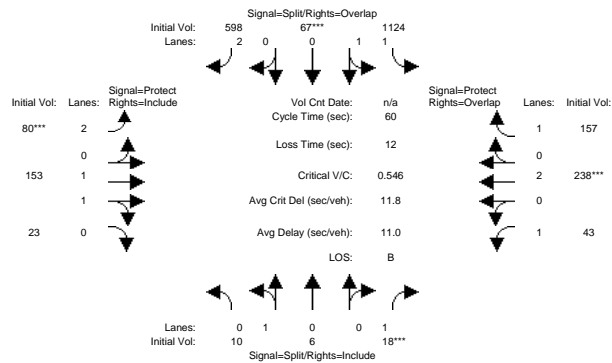 Signal=Split/Rights=Overlap
Initial Vol: 598 67*** 1124
Lanes: 2 0 0 1 1
Signal=Protect Signal=Protect
Initial Vol: Lanes: Rights=Include Vol Cnt Date: n/a Rights=Overlap Lanes: Initial Vol:
Cycle Time (sec): 60
80*** 2 1 157
Loss Time (sec): 12
0 0
153 1 Critical V/C: 0.546 2 238***
1 Avg Crit Del (sec/veh): 11.8 0
23 0 Avg Delay (sec/veh): 11.0 1 43
LOS: B
Lanes: 0 1 0 0 1
Initial Vol: 10 6 18***
Signal=Split/Rights=Include